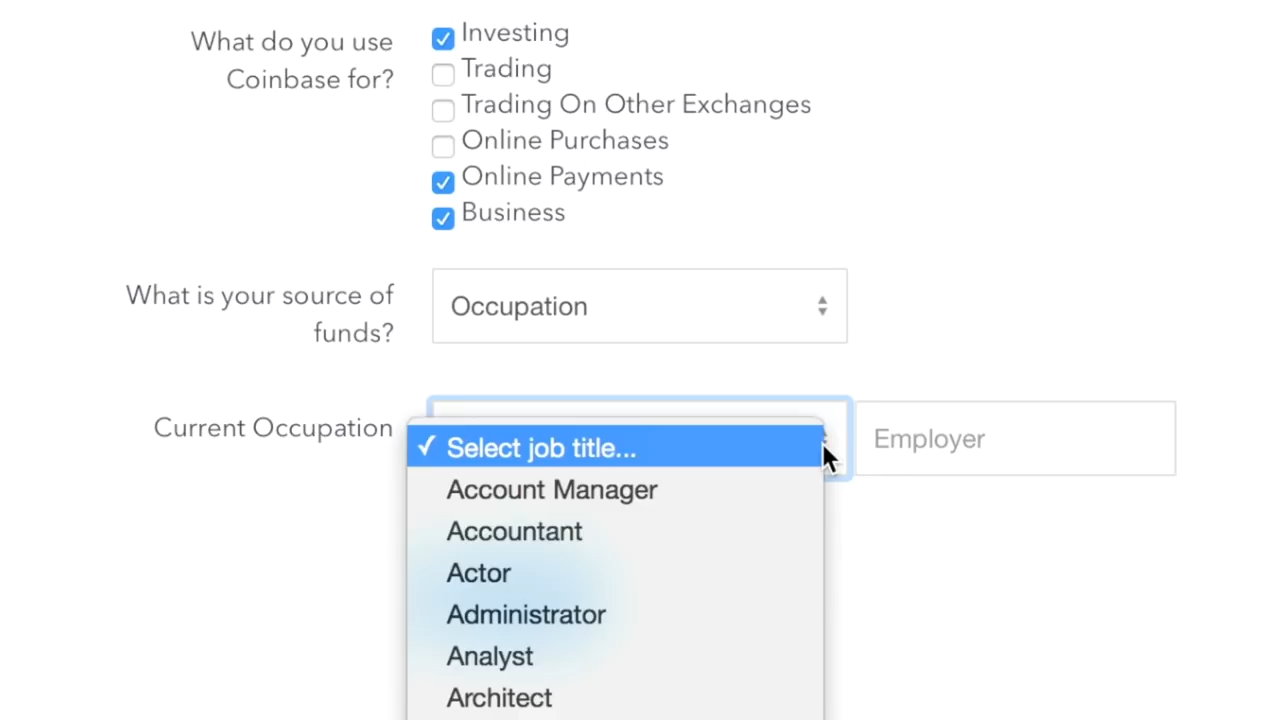 What do you use
Coinbase for?
Investing
Trading
Trading On Other Exchanges
Online Purchases
Online Payments
Business
What is your source of
funds?
Occupation
Current Occupation
Employer
Select job title...
Account Manager
Accountant
Actor
Administrator
Analyst
Architect